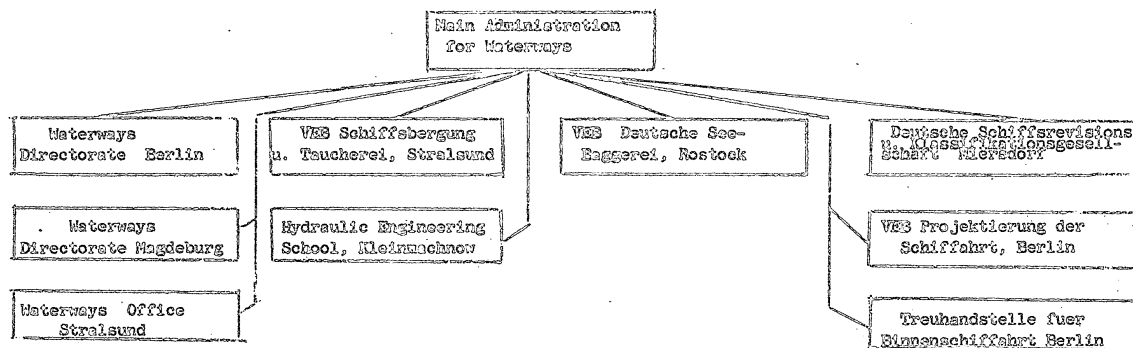 Main Administration
for Waterways
Waterways
Directorate Berlin
VEB Schiffsbergung
u. Taucherei, Stralsund
VEB Deutsche See-
Baggerei, Rostock
Deutsche Schiffsrevisions
u. Klassifikationsgesell-
schaft Miersdorf
Waterways
Directorate Magdeburg
Hydraulic Engineering
School, Kleinmachnow
VEB Projektierung der
Schiffahrt, Berlin
Waterways Office
Stralsund
Treuhandstelle fuer
Binnenschiffahrt Berlin